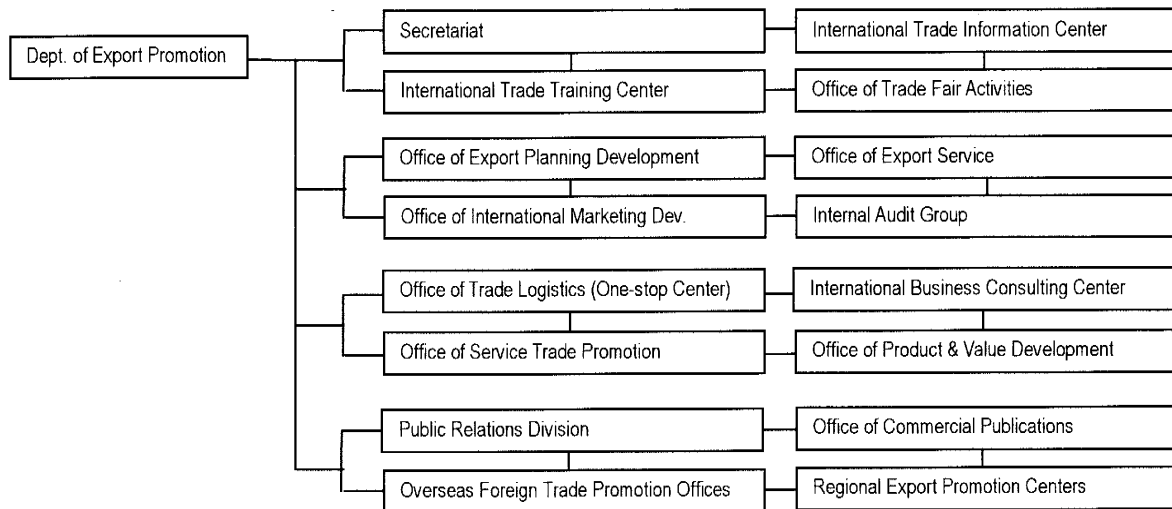 Dept. of Export Promotion
Secretariat
International Trade Information Center
International Trade Training Center
Office of Trade Fair Activities
Office of Export Planning Development
Office of Export Service
Office of International Marketing Dev.
Internal Audit Group
Office of Trade Logistics (One-stop Center)
International Business Consulting Center
Office of Service Trade Promotion
Office of Product & Value Development
Public Relations Division
Office of Commercial Publications
Overseas Foreign Trade Promotion Offices
Regional Export Promotion Centers